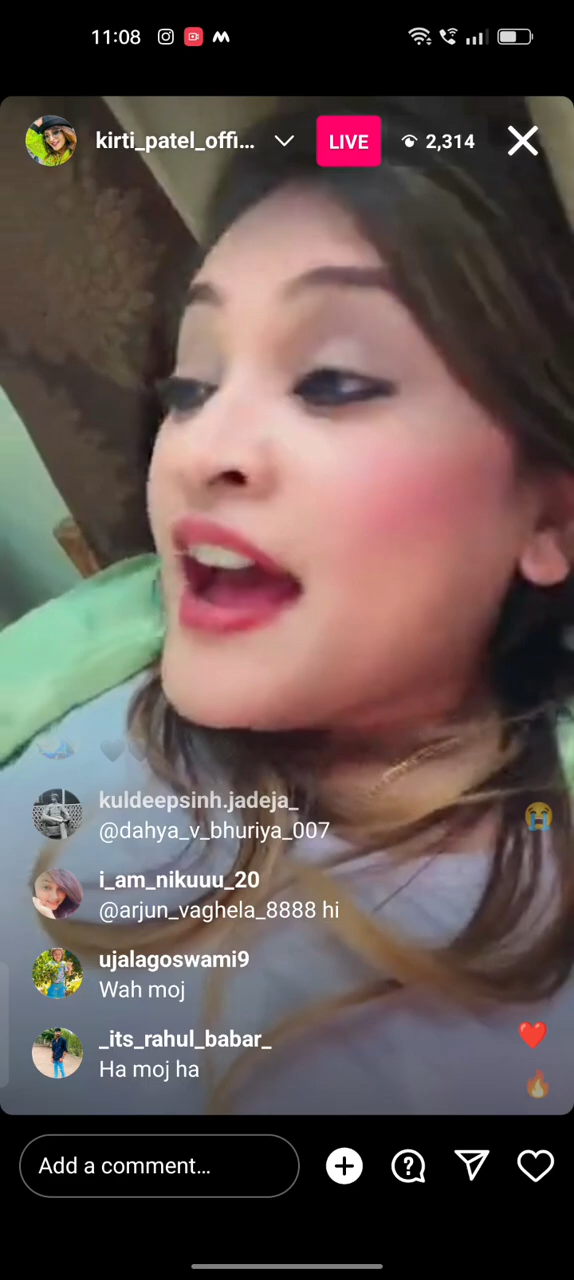 11:08
kirti_patel_offi...
LIVE
2,314
kuldeepsinh.jadeja_
@dahya_v_bhuriya_007
i_am_nikuuu_20
@arjun_vaghela_8888 hi
ujalagoswami9
Wah moj
_its_rahul_babar_
Ha moj ha
Add a comment...